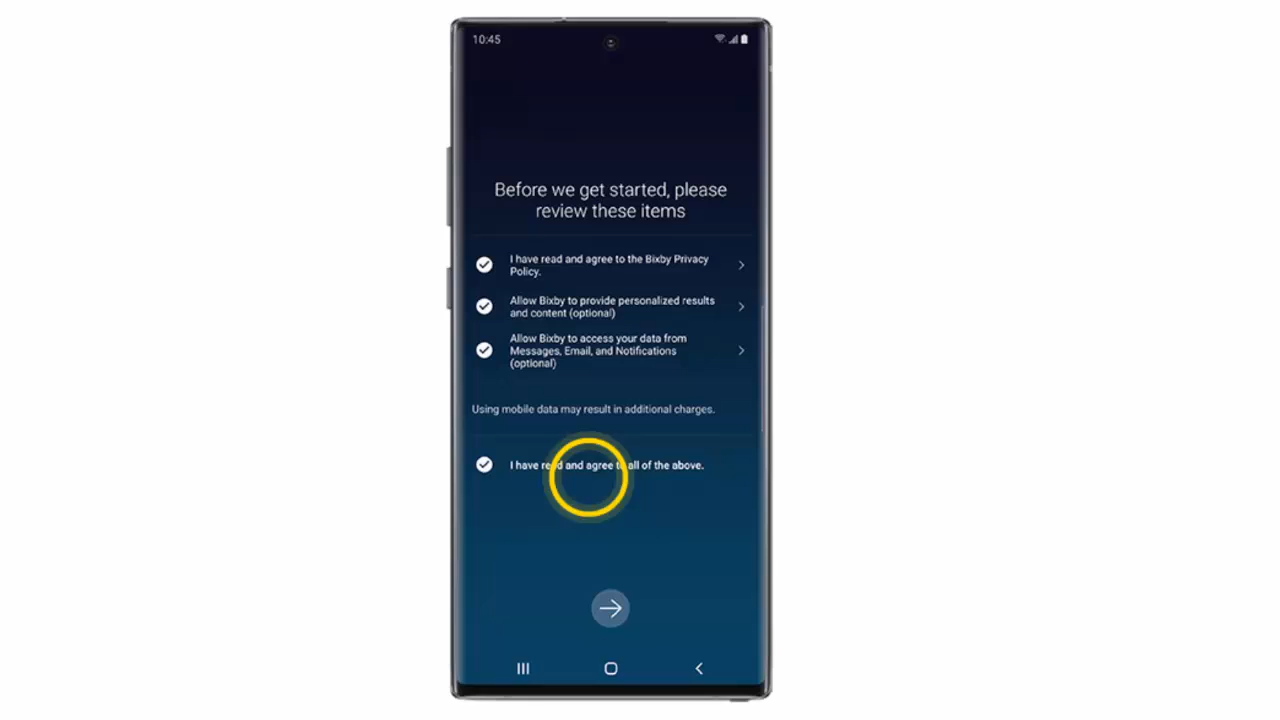 10:45
Before we get started, please
review these items
I have read and agree to the Bixby Privacy
Policy.
Allow Bixby to provide personalized results
and content (optional)
Allow Bixby to access your data from
Messages, Email, and Notifications
(optional)
Using mobile data may result in additional charges.
I have read and agree to all of the above.